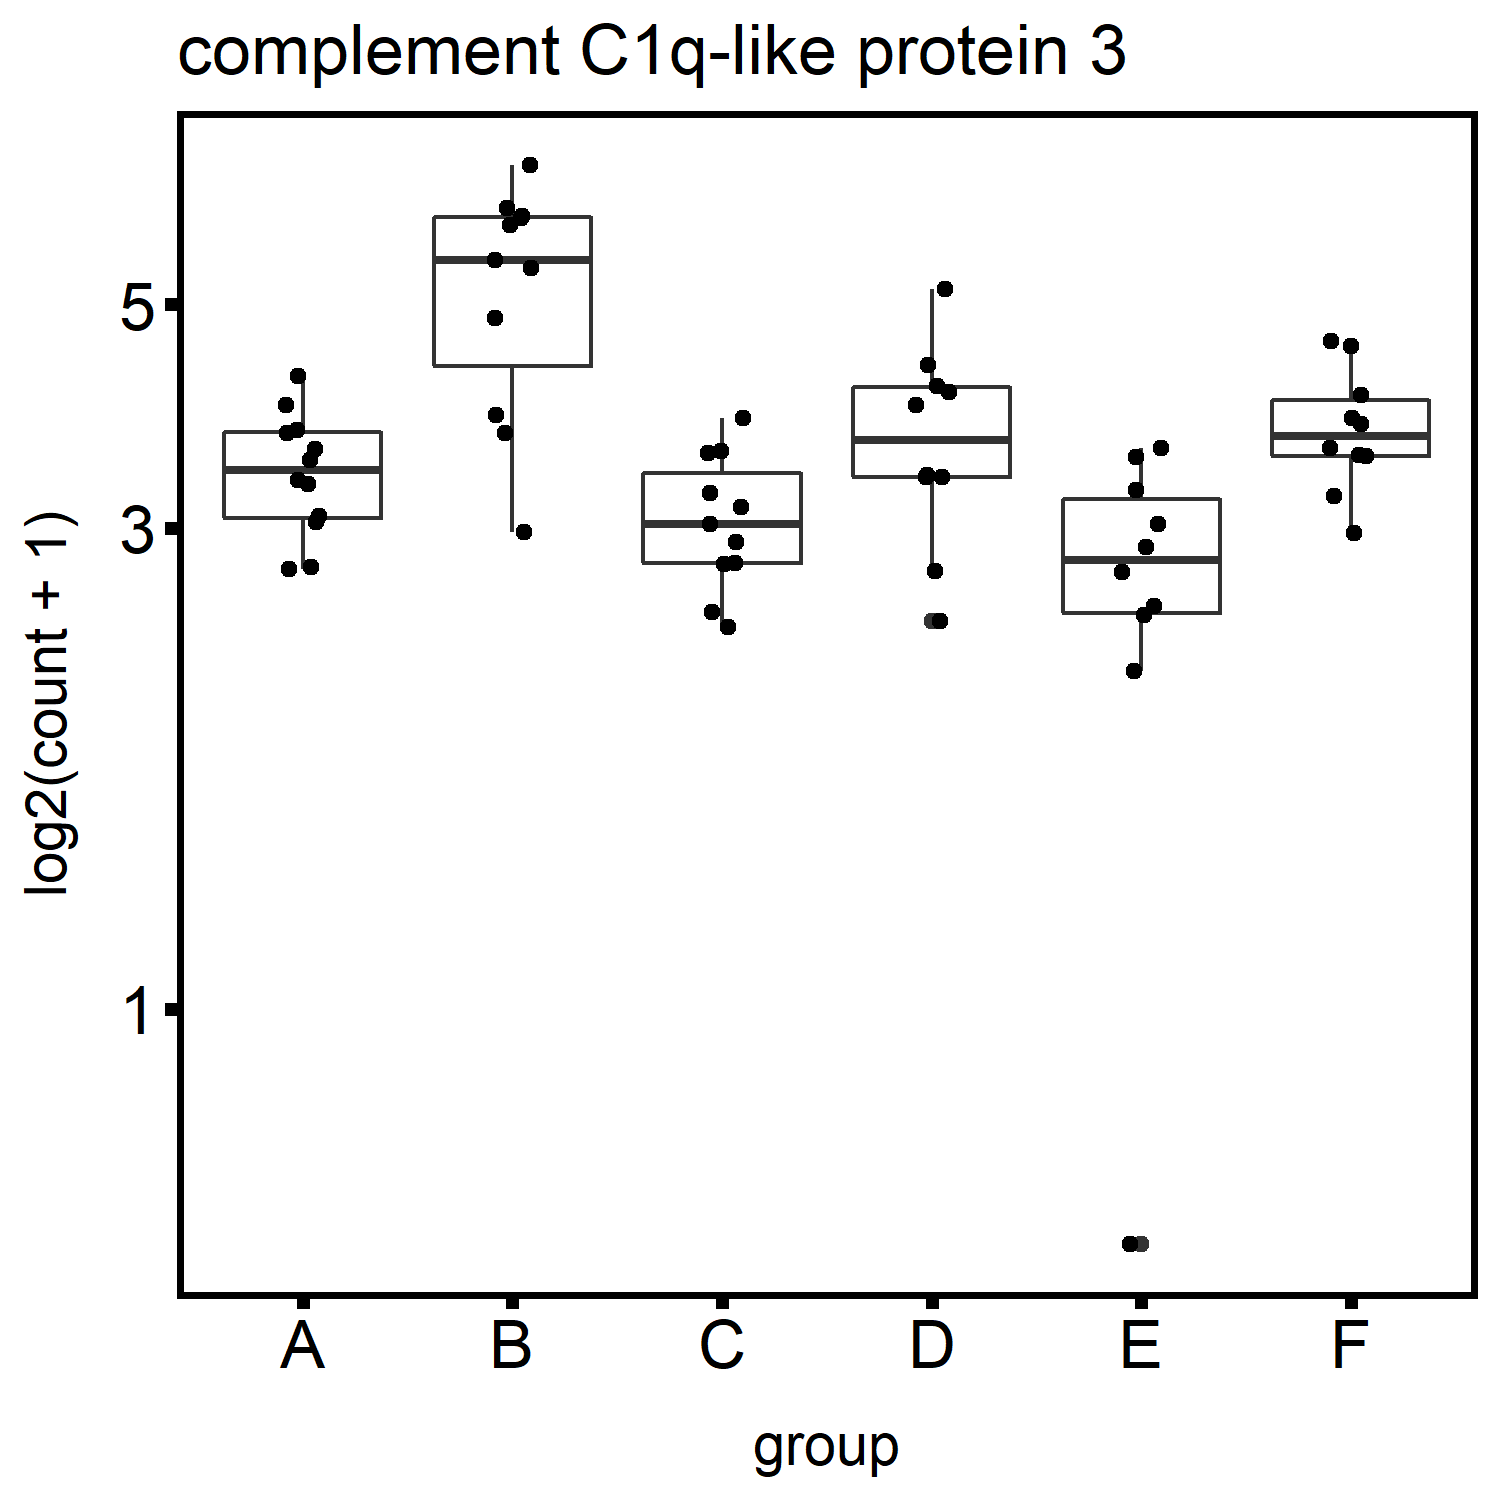 complement C1q-like protein 3
log2(count + 1)
5
3
1
A B C D E F
group